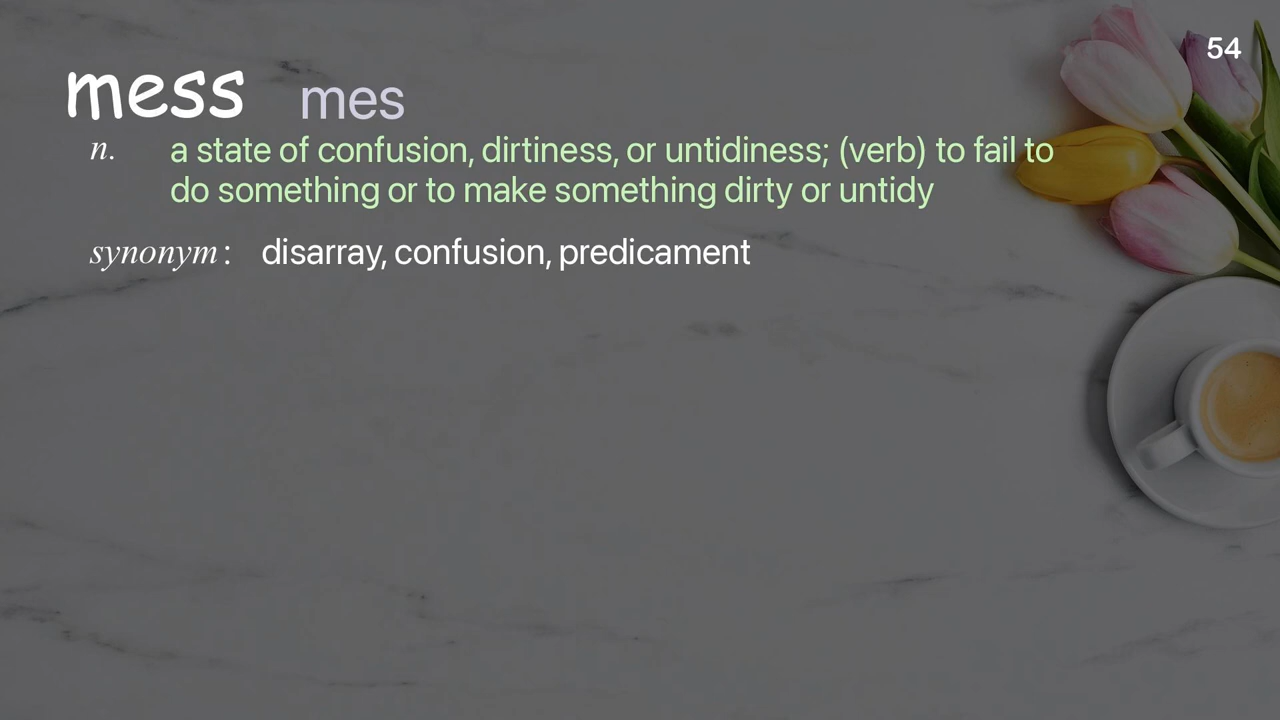 54
mess mes
n. a state of confusion, dirtiness, or untidiness; (verb) to fail to
do something or to make something dirty or untidy
synonym : disarray, confusion, predicament